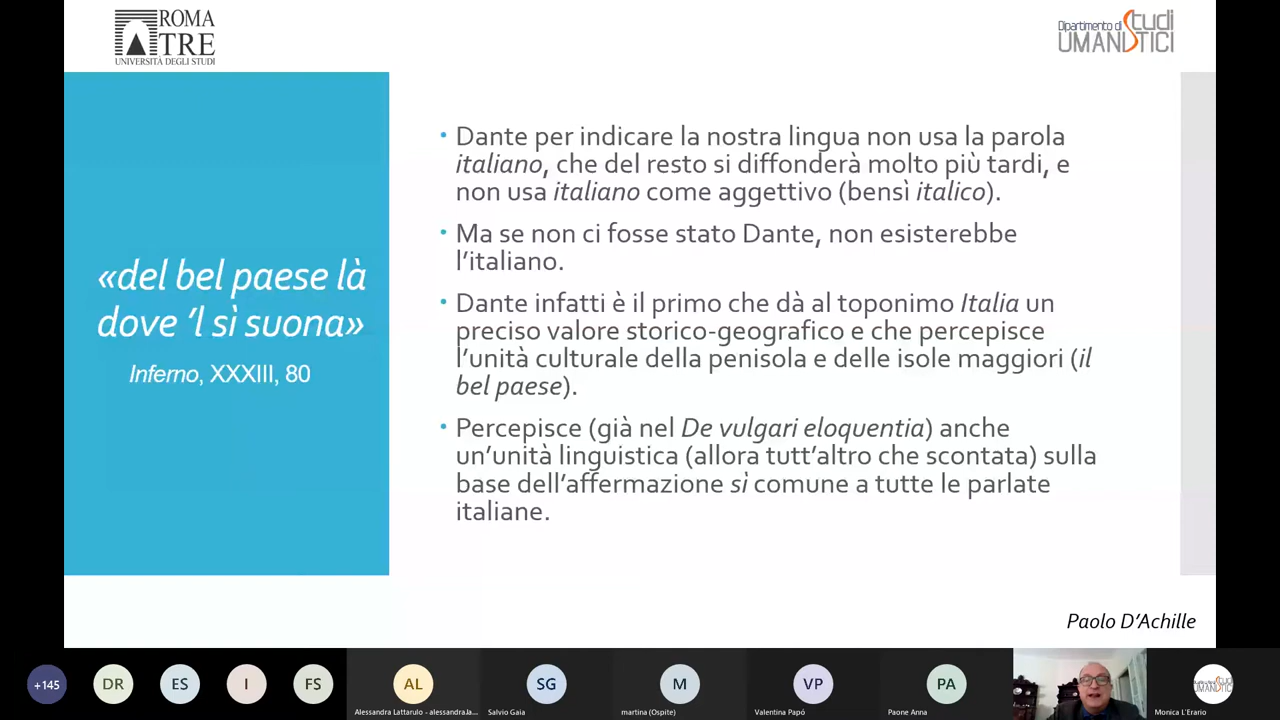 ROMA
TRE
UNIVERSITÀ DEGLI STUDI
Dipartimento di Studi
UMANISTICI
«del bel paese là
dove ’l sì suona»
Inferno, XXXIII, 80
• Dante per indicare la nostra lingua non usa la parola
italiano, che del resto si diffonderà molto più tardi, e
non usa italiano come aggettivo (bensì italico).
• Ma se non ci fosse stato Dante, non esisterebbe
l’italiano.
• Dante infatti è il primo che dà al toponimo Italia un
preciso valore storico-geografico e che percepisce
l’unità culturale della penisola e delle isole maggiori (il
bel paese).
• Percepisce (già nel De vulgari eloquentia) anche
un’unità linguistica (allora tutt’altro che scontata) sulla
base dell’affermazione sì comune a tutte le parlate
italiane.
Paolo D’Achille
+145
DR
ES
I
FS
AL
SG
M
VP
PA
Alessandra Lattarulo - alessandra.la...
Salvio Gaia
martina (Ospite)
Valentina Papó
Paone Anna
Monica L'Erario